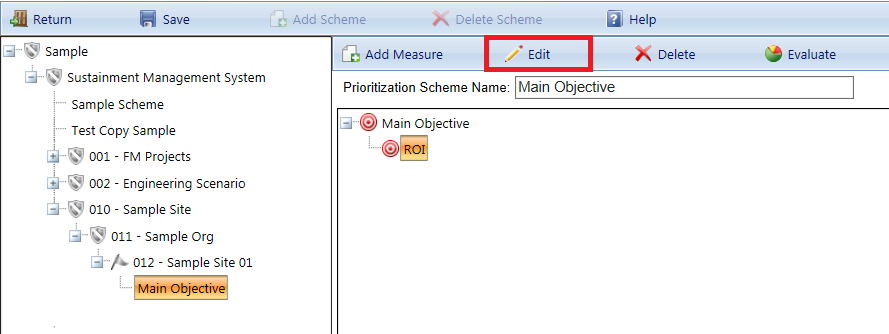 Return Save Add Scheme Delete Scheme Help
Sample
Sustainment Management System
Sample Scheme
Test Copy Sample
001 - FM Projects
002 - Engineering Scenario
010 - Sample Site
011 - Sample Org
012 - Sample Site 01
Main Objective
Add Measure Edit Delete Evaluate
Prioritization Scheme Name: Main Objective
Main Objective
ROI